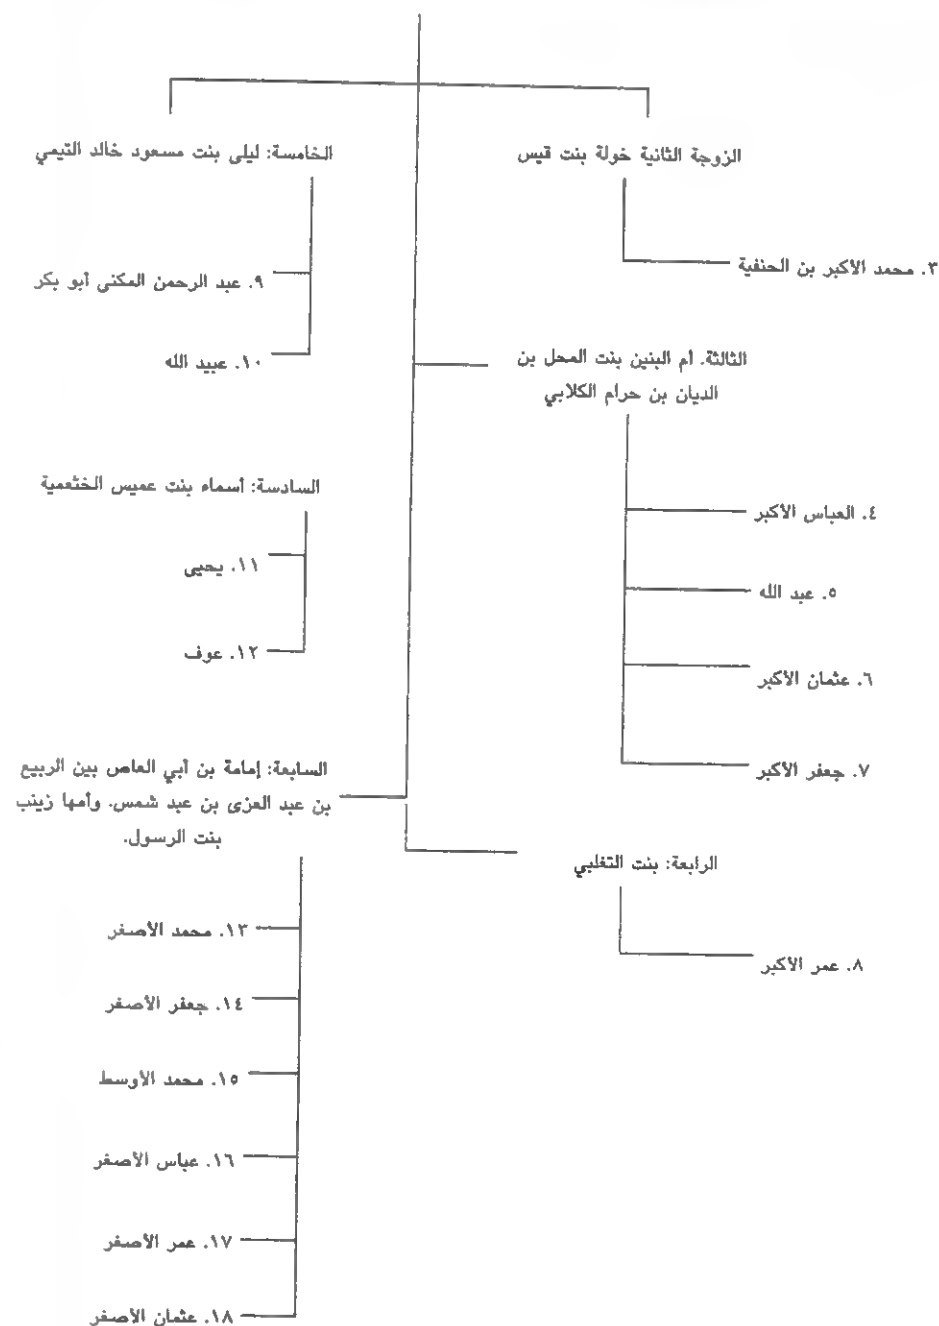 الزوجة الثانية خولة بنت قيس
٣. محمد الأكبر بن الحنفية
الثالثة. أم البنين بنت المحل بن
الديان بن حرام الكلابي
٤. العباس الأكبر
٥. عبد الله
٦. عثمان الأكبر
٧. جعفر الأكبر
الرابعة: بنت التغلبي
٨. عمر الأكبر
الخامسة: ليلى بنت مسعود خالد التيمي
٩. عبد الرحمن المكنى أبو بكر
١٠. عبيد الله
السادسة: أسماء بنت عميس الخثعمية
١١. يحيى
١٢. عوف
السابعة: إمامة بن أبي العاص بين الربيع
بن عبد العزى بن عبد شمس. وأمها زينب
بنت الرسول.
١٣. محمد الأصغر
١٤. جعفر الأصغر
١٥. محمد الأوسط
١٦. عباس الأصغر
١٧. عمر الأصغر
١٨. عثمان الأصغر